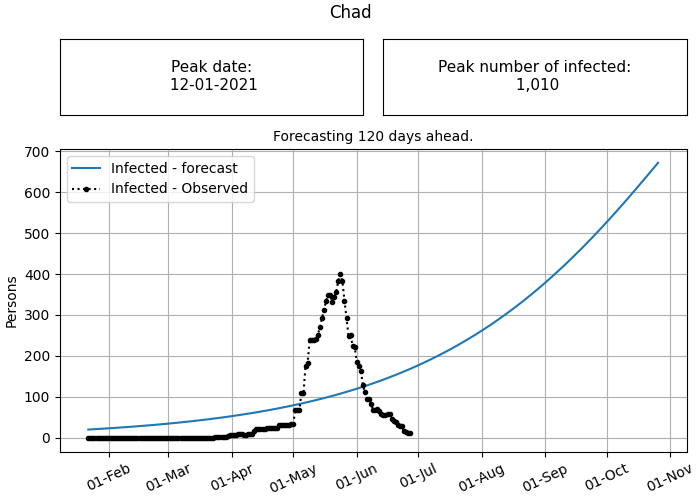 Chad
Peak date:
12-01-2021
Peak number of infected:
1,010
Forecasting 120 days ahead.
Infected - forecast
Infected - Observed
Persons
700
600
500
400
300
200
100
0
01-Feb
01-Mar
01-Apr
01-May
01-Jun
01-Jul
01-Aug
01-Sep
01-Oct
01-Nov